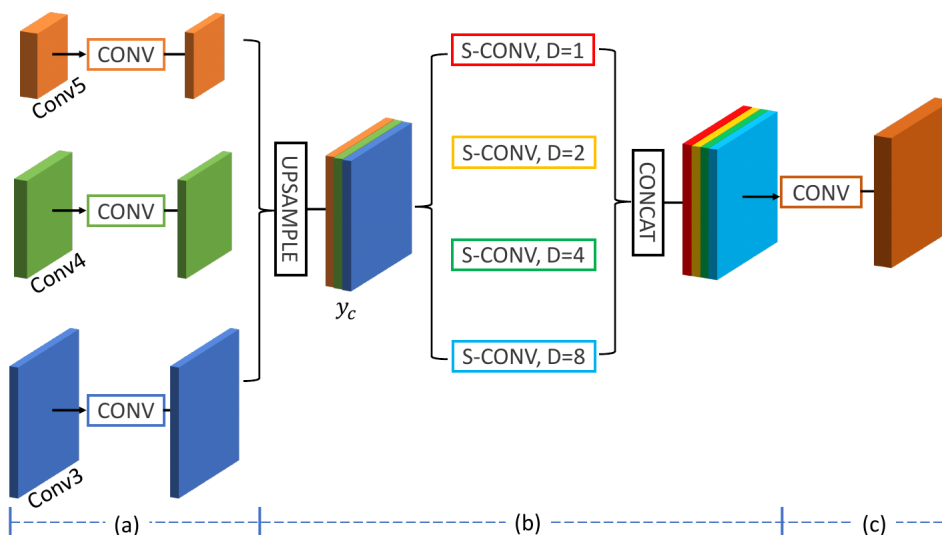 CONV
Conv5
CONV
Conv4
CONV
Conv3
UPSAMPLE
y_c
S-CONV, D=1
S-CONV, D=2
S-CONV, D=4
S-CONV, D=8
CONCAT
CONV
(a)
(b)
(c)